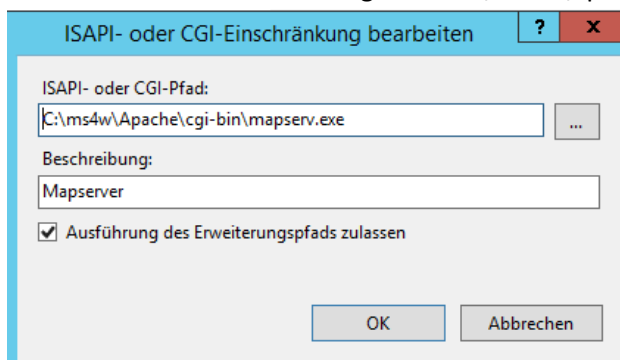 ISAPI- oder CGI-Einschränkung bearbeiten ? x
ISAPI- oder CGI-Pfad:
C:\ms4w\Apache\cgi-bin\mapserv.exe ...
Beschreibung:
Mapserver
Ausführung des Erweiterungspfads zulassen
OK Abbrechen